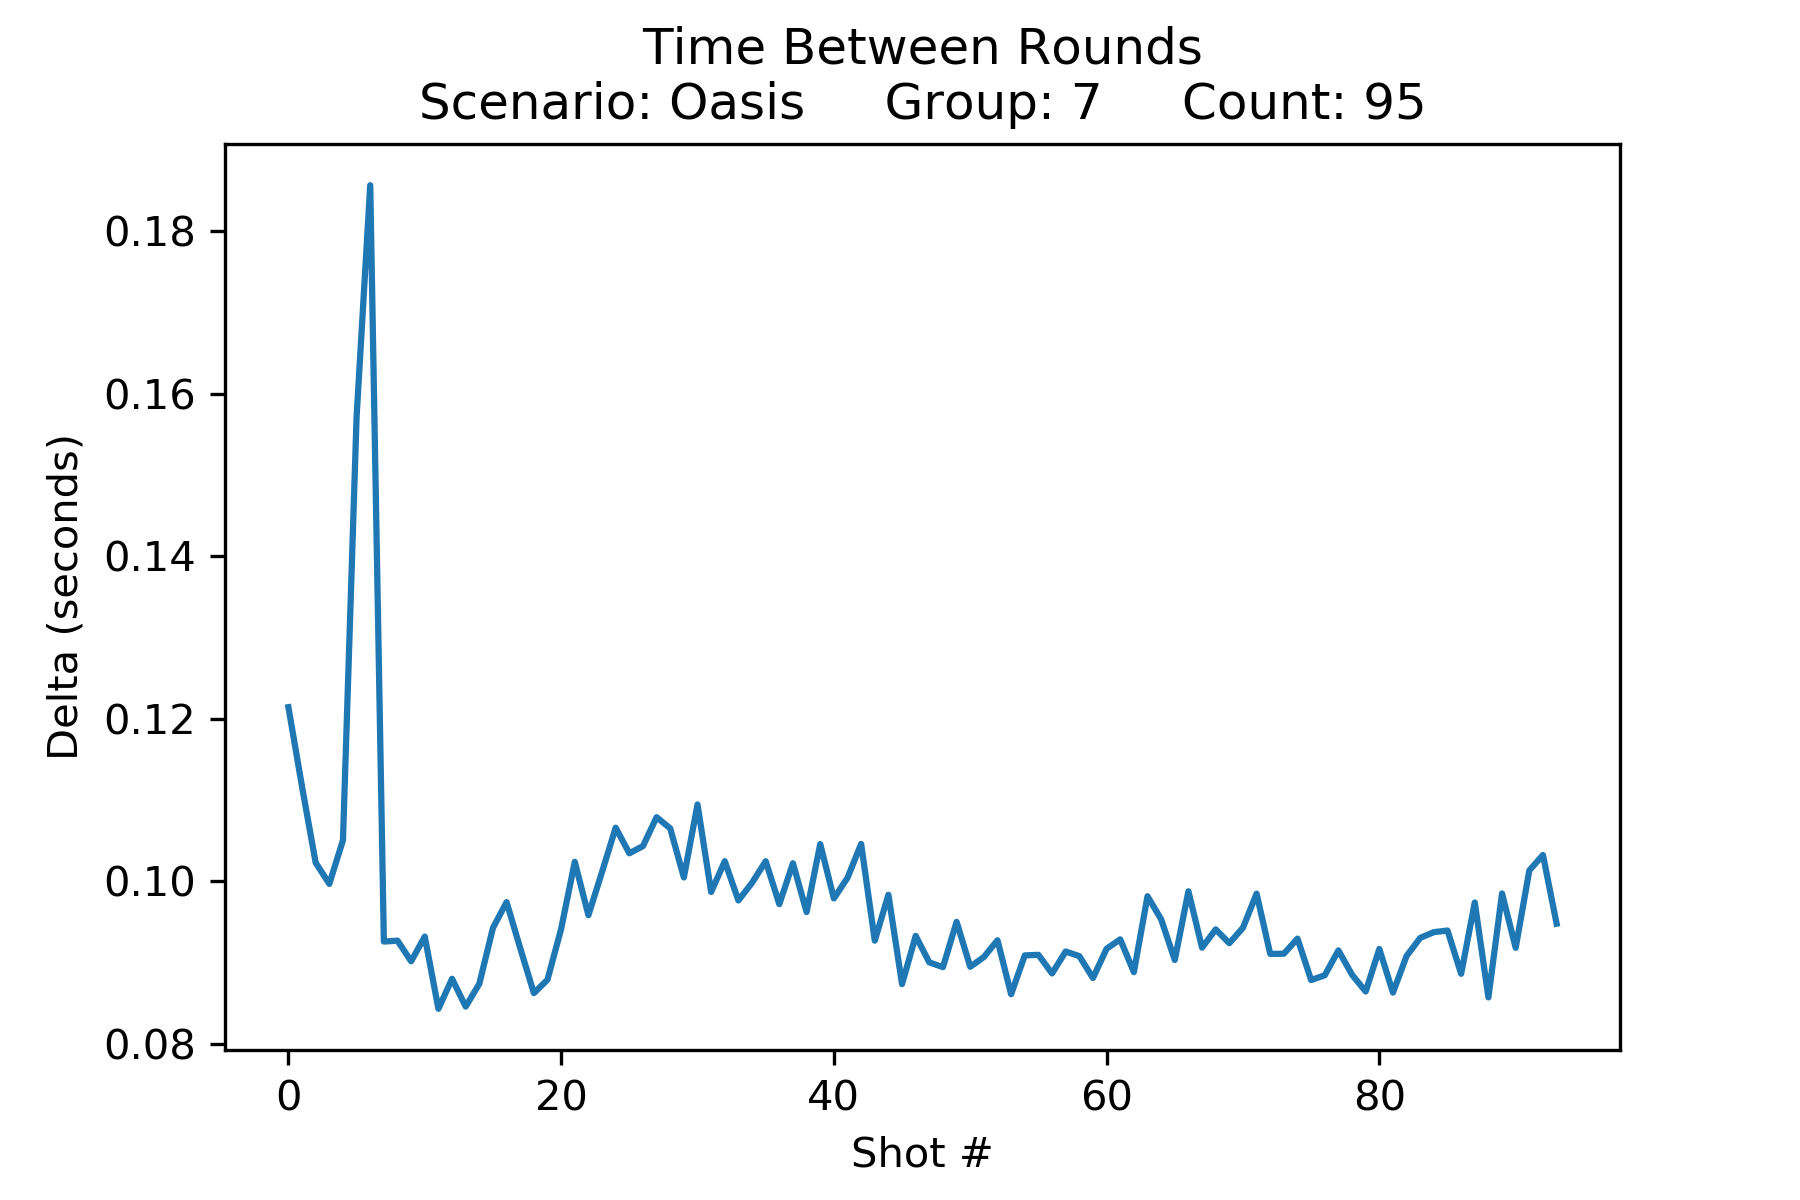 Time Between Rounds
Scenario: Oasis Group: 7 Count: 95
0.18
0.16
0.14
0.12
0.10
0.08
Delta (seconds)
0 20 40 60 80
Shot #